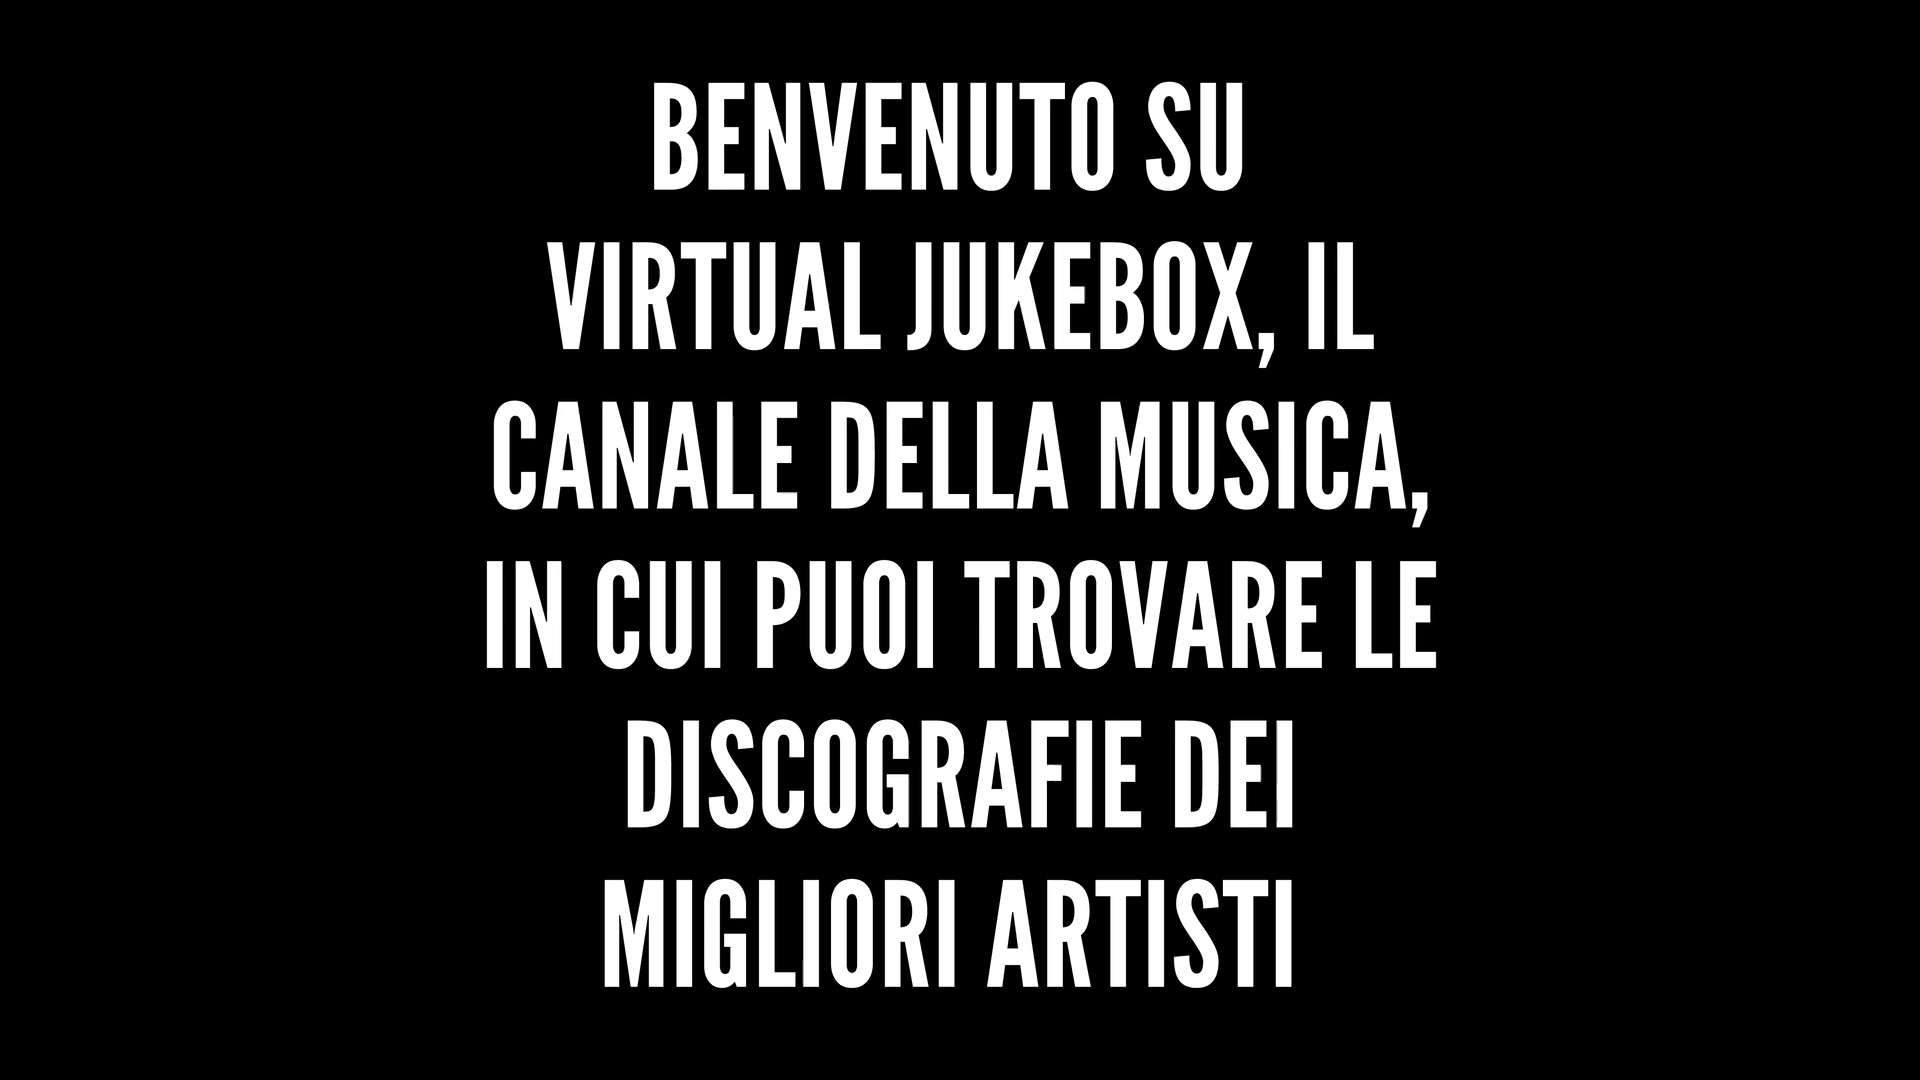 BENVENUTO SU
VIRTUAL JUKEBOX, IL
CANALE DELLA MUSICA,
IN CUI PUOI TROVARE LE
DISCOGRAFIE DEI
MIGLIORI ARTISTI